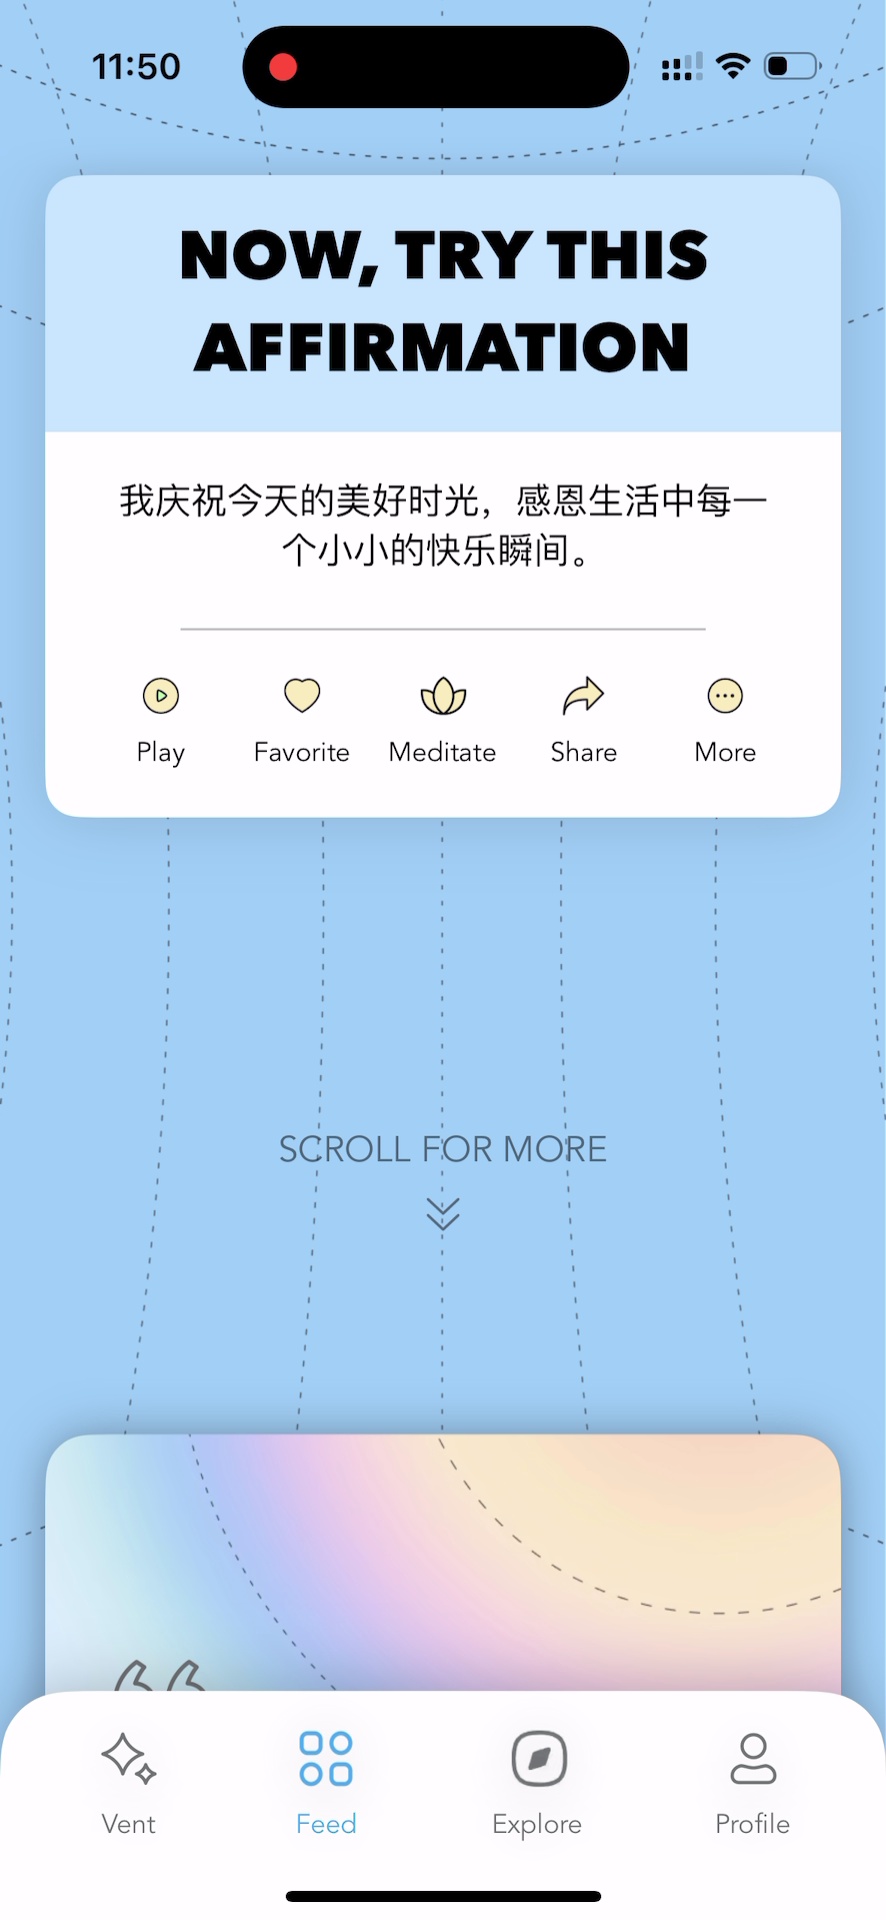 11:50
NOW, TRY THIS
AFFIRMATION
我庆祝今天的美好时光，感恩生活中每一
个小小的快乐瞬间。
Play Favorite Meditate Share More
SCROLL FOR MORE
Vent Feed Explore Profile